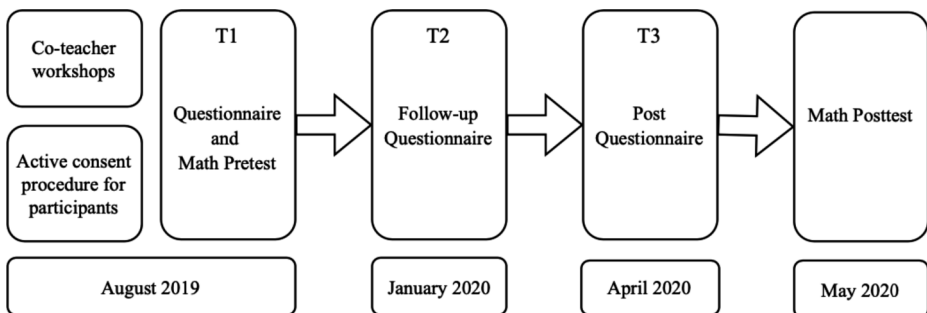 Co-teacher
workshops
Active consent
procedure for
participants
T1
Questionnaire
and
Math Pretest
T2
Follow-up
Questionnaire
T3
Post
Questionnaire
Math Posttest
August 2019
January 2020
April 2020
May 2020